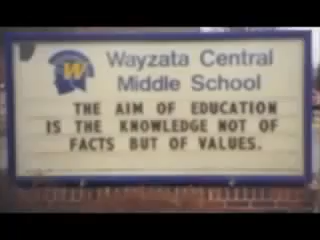 W
Wayzata Central
Middle School
THE AIM OF EDUCATION
IS THE KNOWLEDGE NOT OF
FACTS BUT OF VALUES.